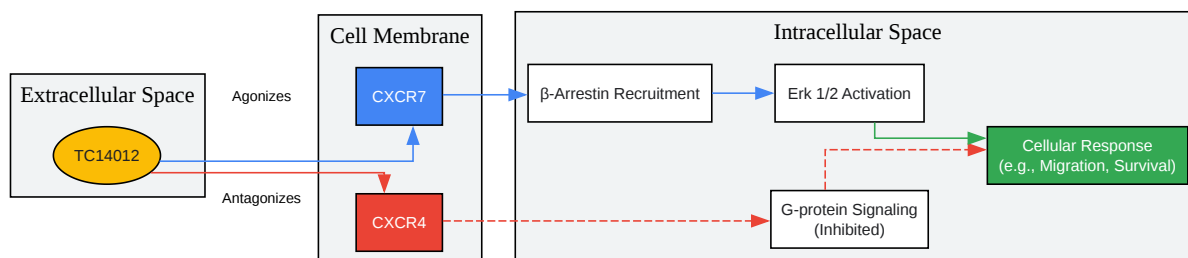 Extracellular Space
TC14012
Agonizes
Antagonizes
Cell Membrane
CXCR7
CXCR4
Intracellular Space
β-Arrestin Recruitment
Erk 1/2 Activation
G-protein Signaling
(Inhibited)
Cellular Response
(e.g., Migration, Survival)